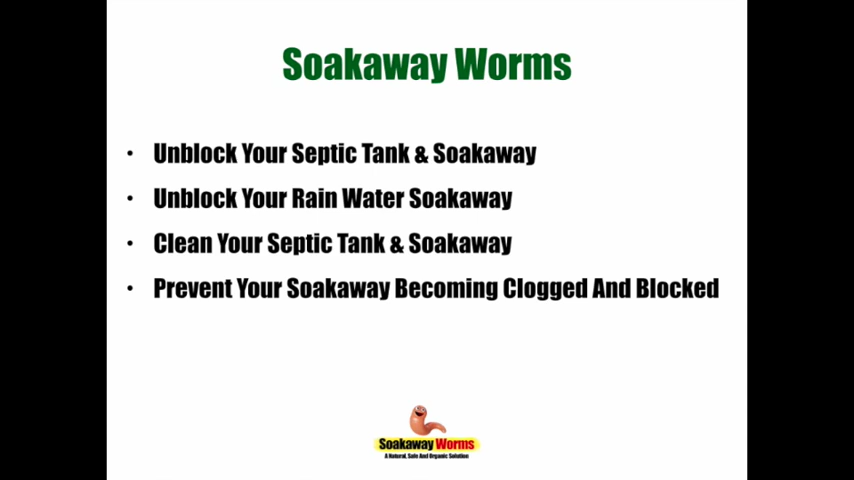 Soakaway Worms
• Unblock Your Septic Tank & Soakaway
• Unblock Your Rain Water Soakaway
• Clean Your Septic Tank & Soakaway
• Prevent Your Soakaway Becoming Clogged And Blocked
Soakaway Worms
A Natural, Safe And Organic Solution